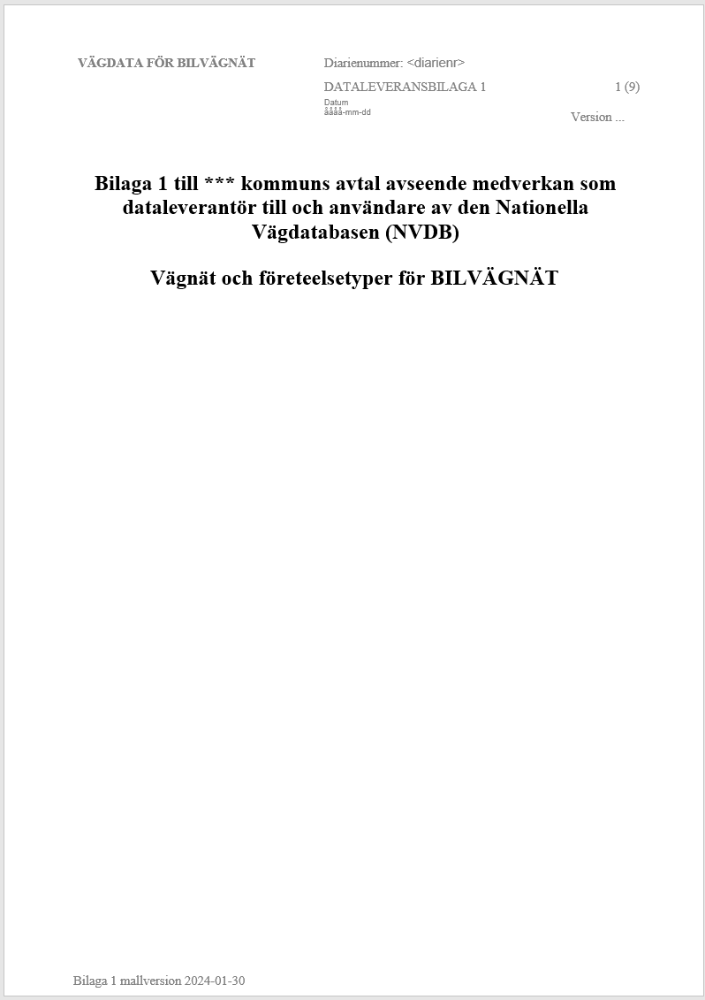 VÄGDATA FÖR BILVÄGNÄT
Diarienummer: <diarienr>
DATALEVERANSBILAGA 1
1 (9)
Datum
åååå-mm-dd
Version ...
Bilaga 1 till *** kommuns avtal avseende medverkan som
dataleverantör till och användare av den Nationella
Vägdatabasen (NVDB)
Vägnät och företeelsetyper för BILVÄGNÄT
Bilaga 1 mallversion 2024-01-30